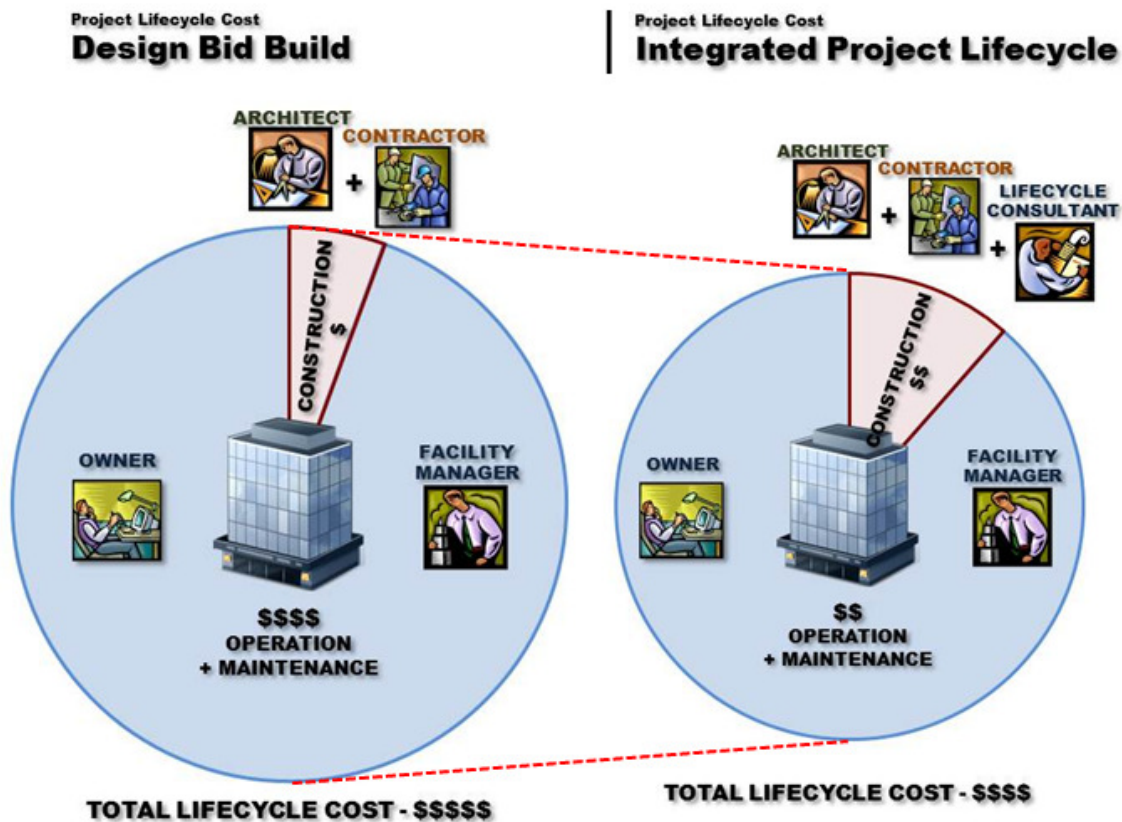 Project Lifecycle Cost
Design Bid Build
ARCHITECT
CONTRACTOR
+
CONSTRUCTION
$
OWNER
FACILITY
MANAGER
$$$$
OPERATION
+ MAINTENANCE
TOTAL LIFECYCLE COST - $$$$$
Project Lifecycle Cost
Integrated Project Lifecycle
ARCHITECT
CONTRACTOR
LIFECYCLE
CONSULTANT
+
+
CONSTRUCTION
$$
OWNER
FACILITY
MANAGER
$$
OPERATION
+ MAINTENANCE
TOTAL LIFECYCLE COST - $$$$